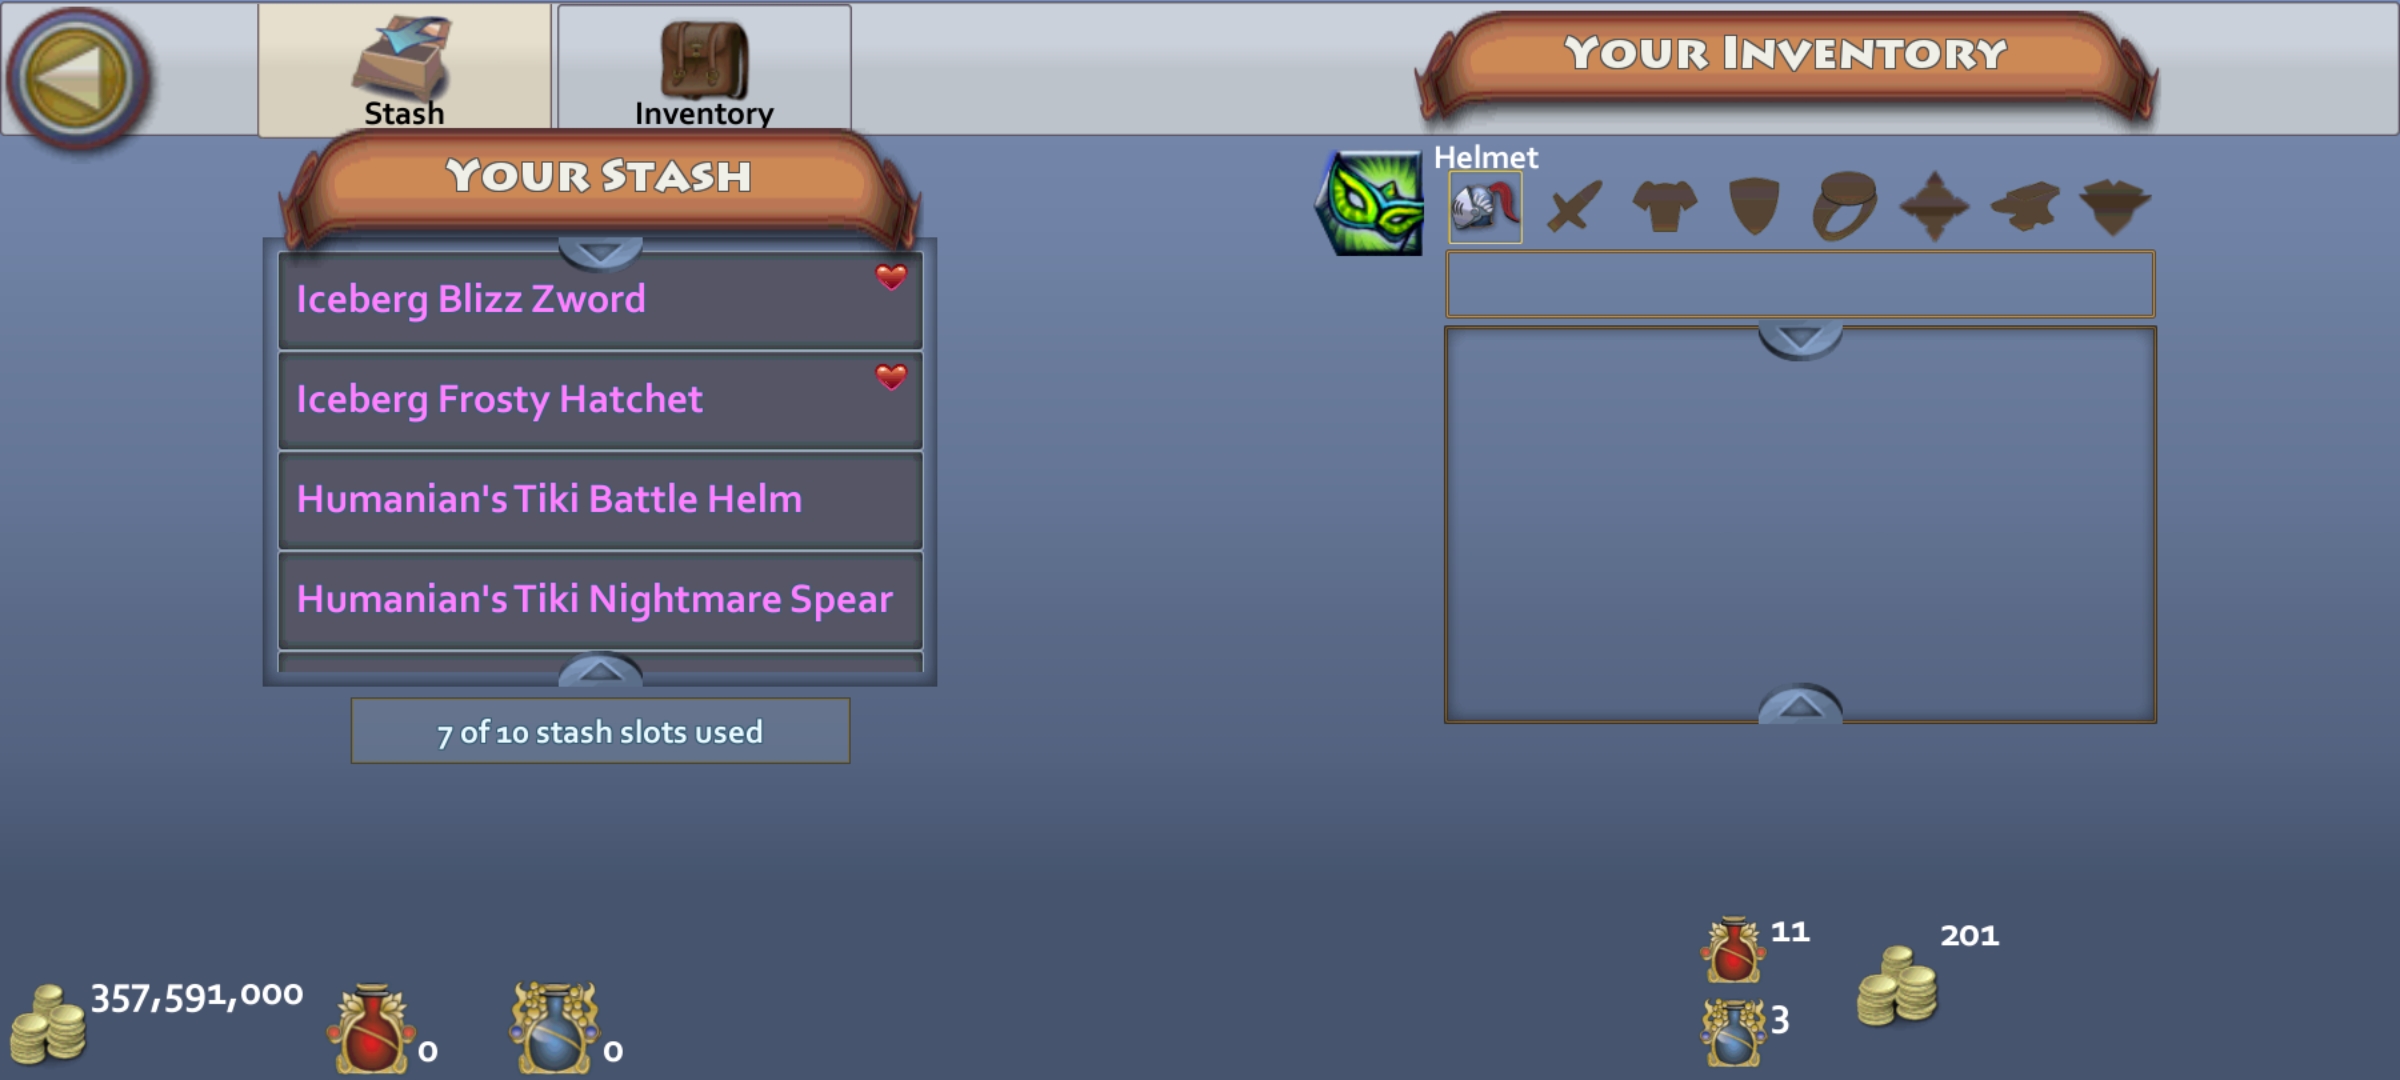 Stash
Inventory
YOUR INVENTORY
YOUR STASH
Helmet
Iceberg Blizz Zword
Iceberg Frosty Hatchet
Humanian's Tiki Battle Helm
Humanian's Tiki Nightmare Spear
7 of 10 stash slots used
357,591,000
0
0
11
3
201